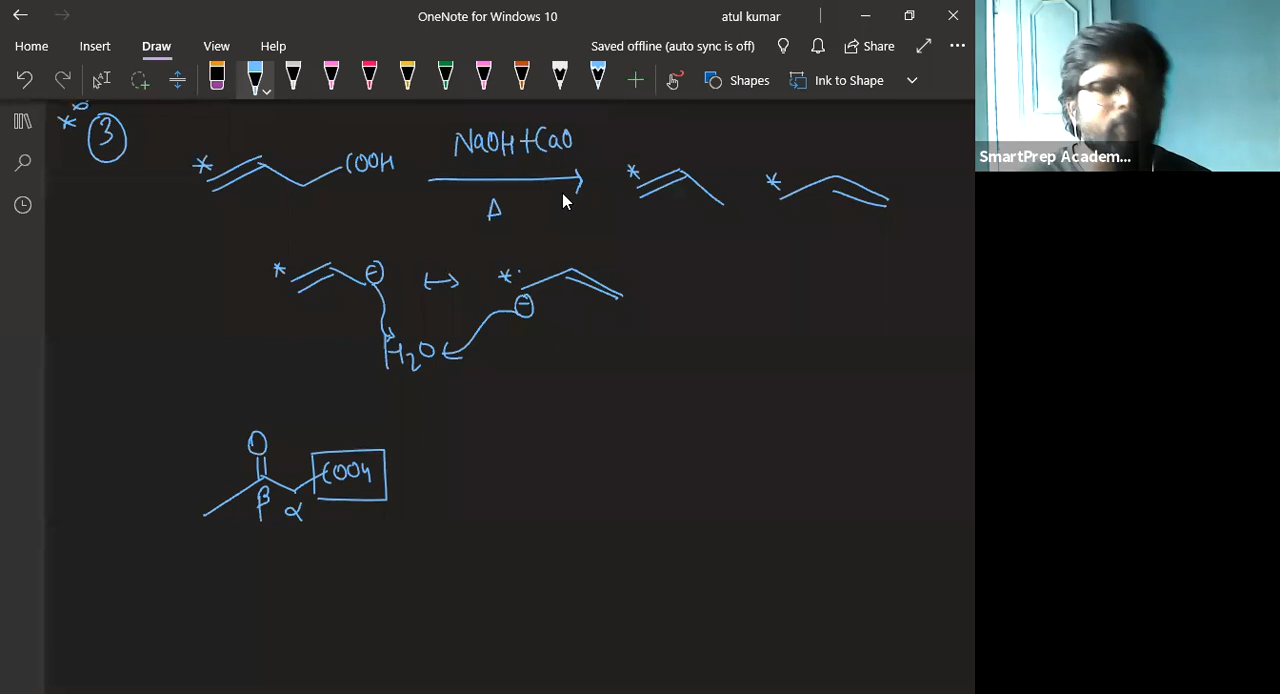 OneNote for Windows 10
atul kumar
Home Insert Draw View Help
Saved offline (auto sync is off)
Share
Shapes
Ink to Shape
SmartPrep Academ...
* 3
* COOH
NaOH + CaO
Δ
* *
* ⊖ ↔ * ⊖
H2O
O
COOH
β α